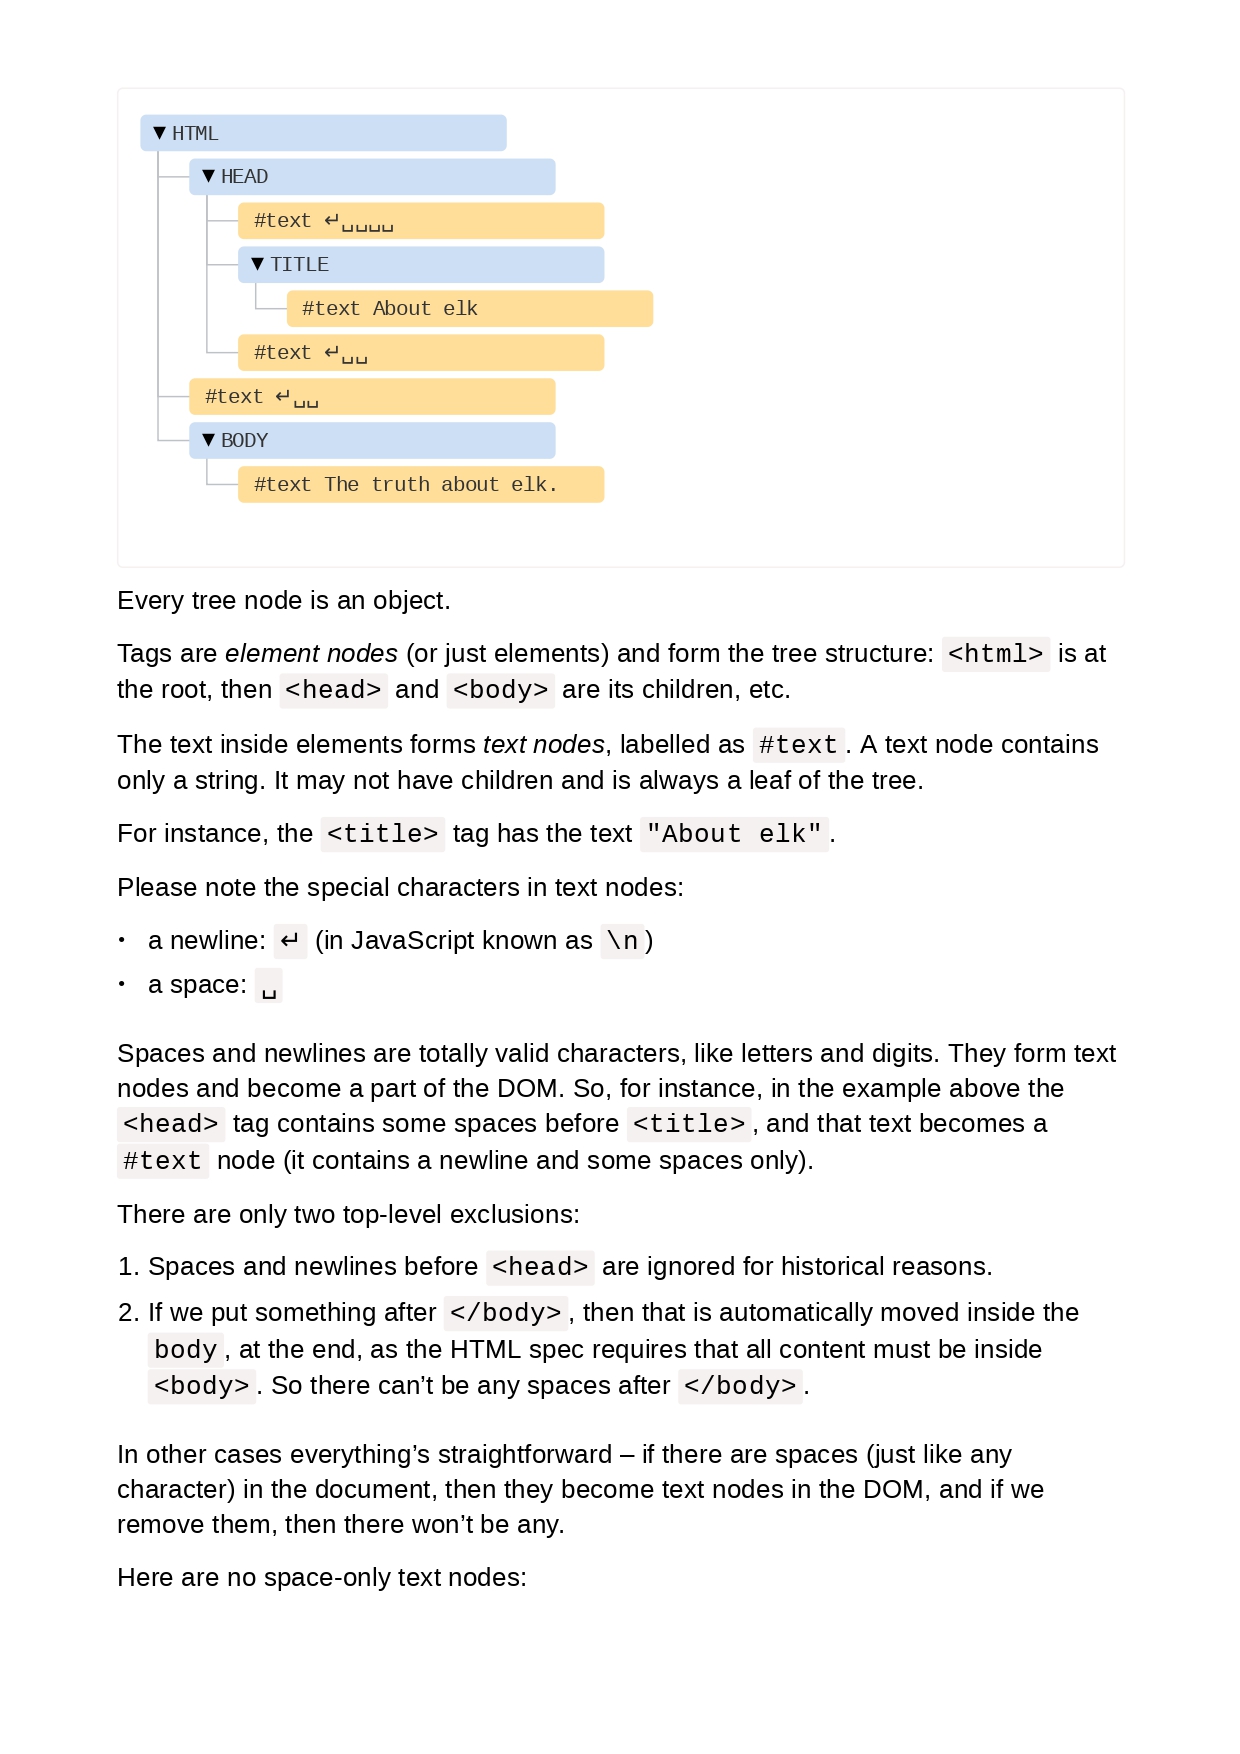 ▼ HTML
▼ HEAD
#text ↵␣␣␣␣
▼ TITLE
#text About elk
#text ↵␣␣
#text ↵␣␣
▼ BODY
#text The truth about elk.
Every tree node is an object.
Tags are element nodes (or just elements) and form the tree structure: <html> is at
the root, then <head> and <body> are its children, etc.
The text inside elements forms text nodes, labelled as #text. A text node contains
only a string. It may not have children and is always a leaf of the tree.
For instance, the <title> tag has the text "About elk".
Please note the special characters in text nodes:
• a newline: ↵ (in JavaScript known as \n)
• a space: ␣
Spaces and newlines are totally valid characters, like letters and digits. They form text
nodes and become a part of the DOM. So, for instance, in the example above the
<head> tag contains some spaces before <title>, and that text becomes a
#text node (it contains a newline and some spaces only).
There are only two top-level exclusions:
1. Spaces and newlines before <head> are ignored for historical reasons.
2. If we put something after </body>, then that is automatically moved inside the
body, at the end, as the HTML spec requires that all content must be inside
<body>. So there can’t be any spaces after </body>.
In other cases everything’s straightforward – if there are spaces (just like any
character) in the document, then they become text nodes in the DOM, and if we
remove them, then there won’t be any.
Here are no space-only text nodes: